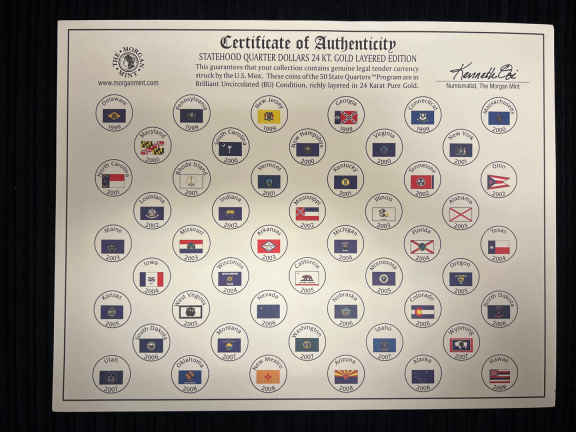 Certificate of Authenticity
STATEHOOD QUARTER DOLLARS 24 KT. GOLD LAYERED EDITION
This guarantees that your collection contains genuine legal tender currency
struck by the U.S. Mint. These coins of the 50 State Quarters™ Program are in
Brilliant Uncirculated (BU) Condition, richly layered in 24 Karat Pure Gold.
THE MORGAN MINT
www.morganmint.com
Numismatist, The Morgan Mint
Delaware 1999
Pennsylvania 1999
New Jersey 1999
Georgia 1999
Connecticut 1999
Massachusetts 2000
Maryland 2000
South Carolina 2000
New Hampshire 2000
Virginia 2000
New York 2001
North Carolina 2001
Rhode Island 2001
Vermont 2001
Kentucky 2001
Tennessee 2002
Ohio 2002
Louisiana 2002
Indiana 2002
Mississippi 2002
Illinois 2003
Alabama 2003
Maine 2003
Missouri 2003
Arkansas 2003
Michigan 2004
Florida 2004
Texas 2004
Iowa 2004
Wisconsin 2004
California 2005
Minnesota 2005
Oregon 2005
Kansas 2005
West Virginia 2005
Nevada 2006
Nebraska 2006
Colorado 2006
North Dakota 2006
South Dakota 2006
Montana 2007
Washington 2007
Idaho 2007
Wyoming 2007
Utah 2007
Oklahoma 2008
New Mexico 2008
Arizona 2008
Alaska 2008
Hawaii 2008